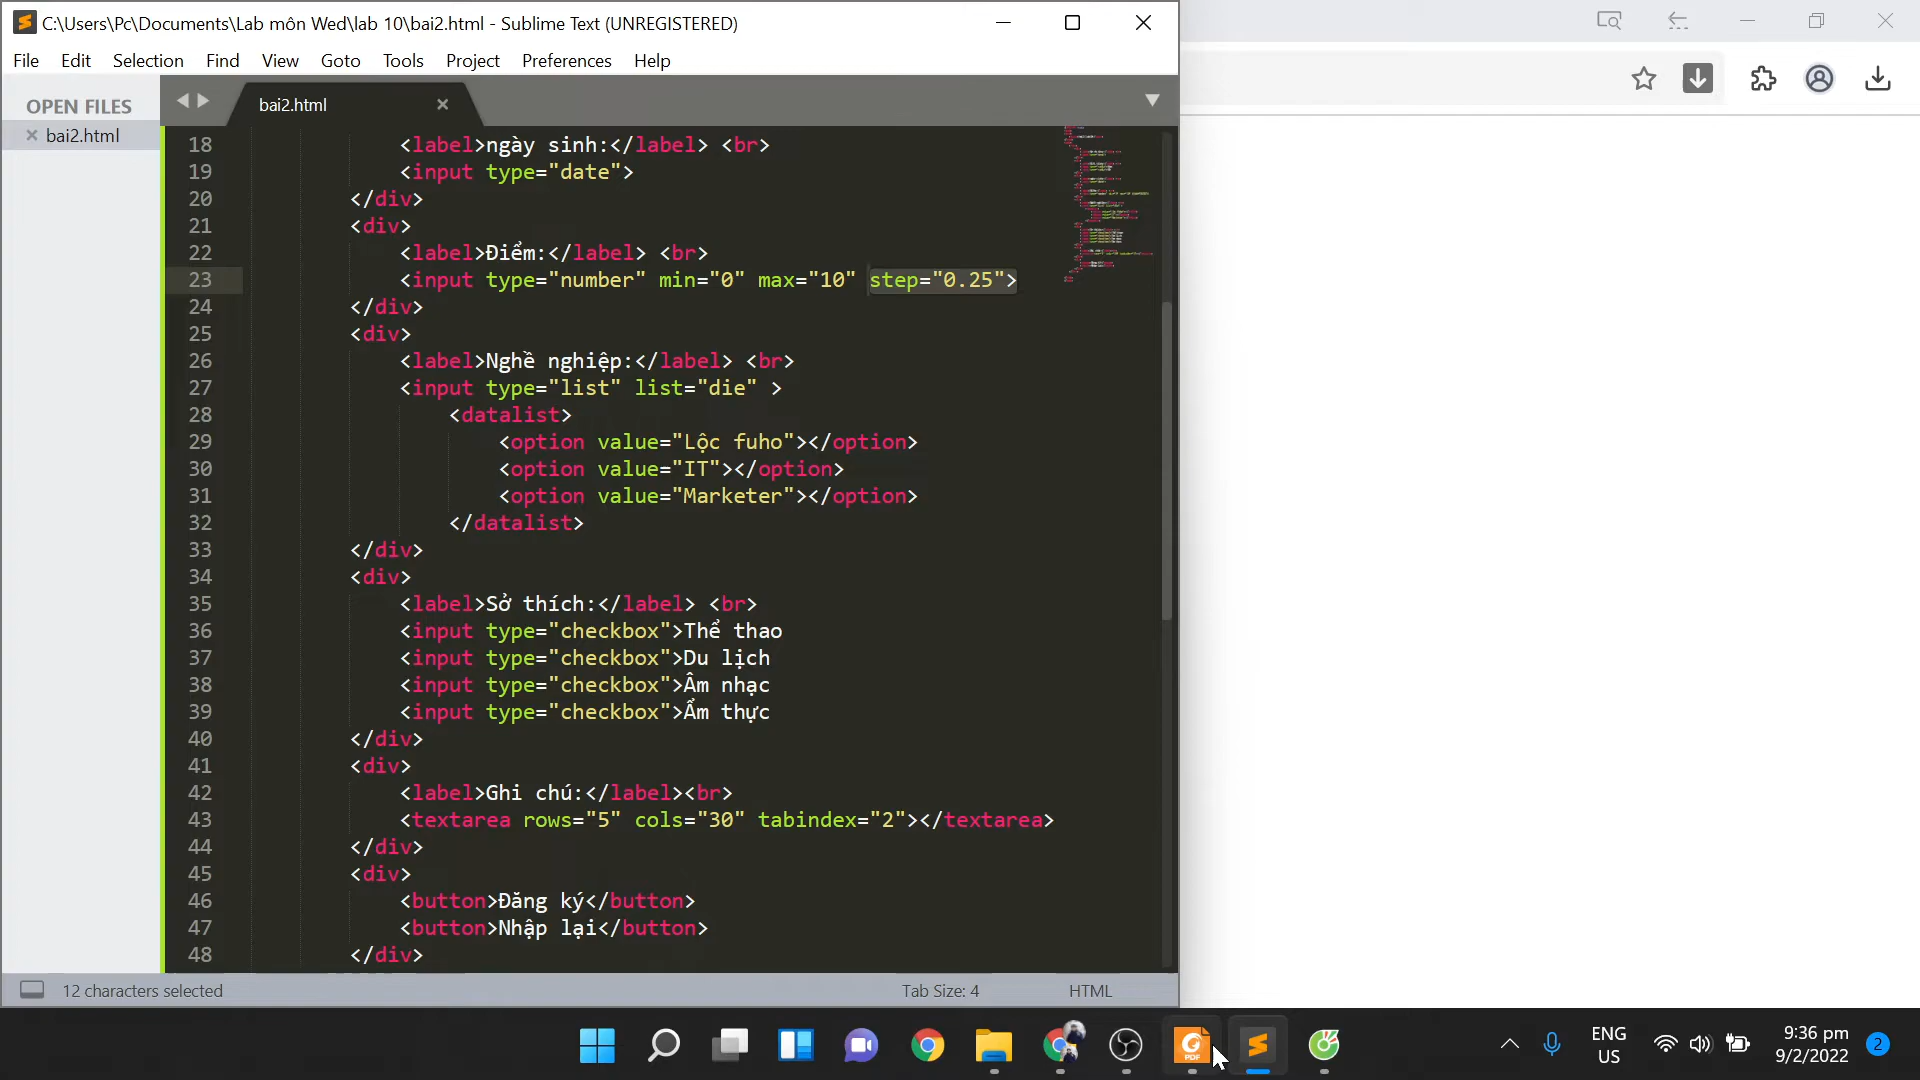 C:\Users\Pc\Documents\Lab môn Wed\lab 10\bai2.html - Sublime Text (UNREGISTERED)
File Edit Selection Find View Goto Tools Project Preferences Help
OPEN FILES
bai2.html
bai2.html
18 <label>ngày sinh:</label> <br>
19 <input type="date">
20 </div>
21 <div>
22 <label>Điểm:</label> <br>
23 <input type="number" min="0" max="10" step="0.25">
24 </div>
25 <div>
26 <label>Nghề nghiệp:</label> <br>
27 <input type="list" list="die" >
28 <datalist>
29 <option value="Lộc fuho"></option>
30 <option value="IT"></option>
31 <option value="Marketer"></option>
32 </datalist>
33 </div>
34 <div>
35 <label>Sở thích:</label> <br>
36 <input type="checkbox">Thể thao
37 <input type="checkbox">Du lịch
38 <input type="checkbox">Âm nhạc
39 <input type="checkbox">Ẩm thực
40 </div>
41 <div>
42 <label>Ghi chú:</label><br>
43 <textarea rows="5" cols="30" tabindex="2"></textarea>
44 </div>
45 <div>
46 <button>Đăng ký</button>
47 <button>Nhập lại</button>
48 </div>
12 characters selected
Tab Size: 4
HTML
PDF
ENG
US
9:36 pm
9/2/2022
2